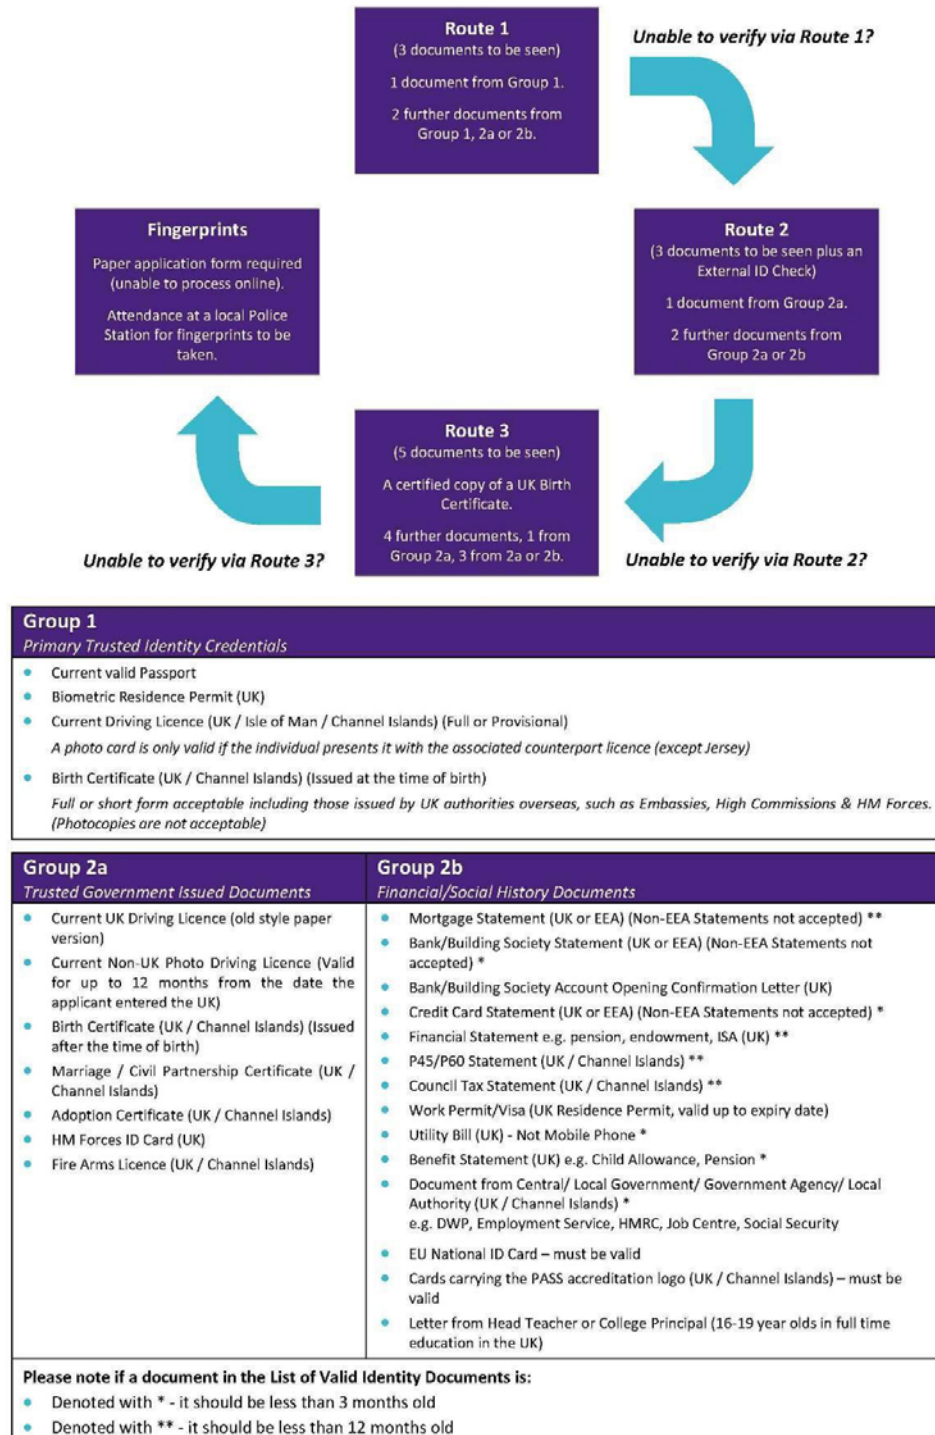 Route 1
(3 documents to be seen)
1 document from Group 1.
2 further documents from
Group 1, 2a or 2b.
Unable to verify via Route 1?
Route 2
(3 documents to be seen plus an
External ID Check)
1 document from Group 2a.
2 further documents from
Group 2a or 2b
Unable to verify via Route 2?
Route 3
(5 documents to be seen)
A certified copy of a UK Birth
Certificate.
4 further documents, 1 from
Group 2a, 3 from 2a or 2b.
Unable to verify via Route 3?
Fingerprints
Paper application form required
(unable to process online).
Attendance at a local Police
Station for fingerprints to be
taken.
Group 1
Primary Trusted Identity Credentials
• Current valid Passport
• Biometric Residence Permit (UK)
• Current Driving Licence (UK / Isle of Man / Channel Islands) (Full or Provisional)
A photo card is only valid if the individual presents it with the associated counterpart licence (except Jersey)
• Birth Certificate (UK / Channel Islands) (Issued at the time of birth)
Full or short form acceptable including those issued by UK authorities overseas, such as Embassies, High Commissions & HM Forces.
(Photocopies are not acceptable)
Group 2a
Trusted Government Issued Documents
• Current UK Driving Licence (old style paper
version)
• Current Non-UK Photo Driving Licence (Valid
for up to 12 months from the date the
applicant entered the UK)
• Birth Certificate (UK / Channel Islands) (Issued
after the time of birth)
• Marriage / Civil Partnership Certificate (UK /
Channel Islands)
• Adoption Certificate (UK / Channel Islands)
• HM Forces ID Card (UK)
• Fire Arms Licence (UK / Channel Islands)
Group 2b
Financial/Social History Documents
• Mortgage Statement (UK or EEA) (Non-EEA Statements not accepted) **
• Bank/Building Society Statement (UK or EEA) (Non-EEA Statements not
accepted) *
• Bank/Building Society Account Opening Confirmation Letter (UK)
• Credit Card Statement (UK or EEA) (Non-EEA Statements not accepted) *
• Financial Statement e.g. pension, endowment, ISA (UK) **
• P45/P60 Statement (UK / Channel Islands) **
• Council Tax Statement (UK / Channel Islands) **
• Work Permit/Visa (UK Residence Permit, valid up to expiry date)
• Utility Bill (UK) - Not Mobile Phone *
• Benefit Statement (UK) e.g. Child Allowance, Pension *
• Document from Central/ Local Government/ Government Agency/ Local
Authority (UK / Channel Islands) *
e.g. DWP, Employment Service, HMRC, Job Centre, Social Security
• EU National ID Card – must be valid
• Cards carrying the PASS accreditation logo (UK / Channel Islands) – must be
valid
• Letter from Head Teacher or College Principal (16-19 year olds in full time
education in the UK)
Please note if a document in the List of Valid Identity Documents is:
• Denoted with * - it should be less than 3 months old
• Denoted with ** - it should be less than 12 months old